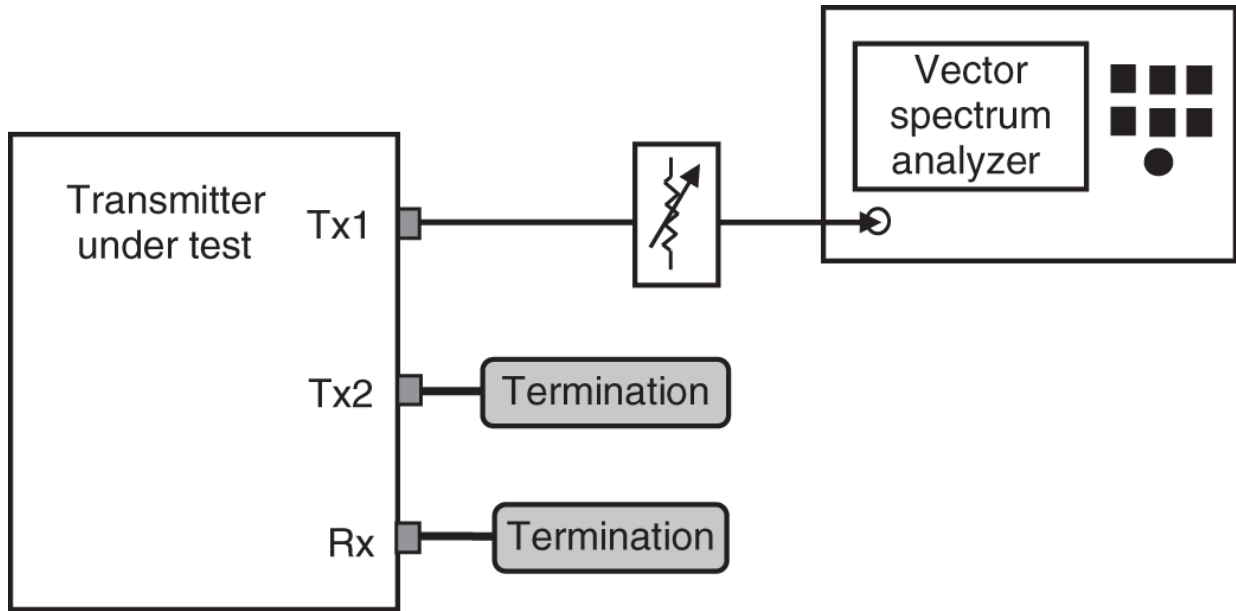 Vector
spectrum
analyzer
Transmitter
under test
Tx1
Tx2
Termination
Rx
Termination